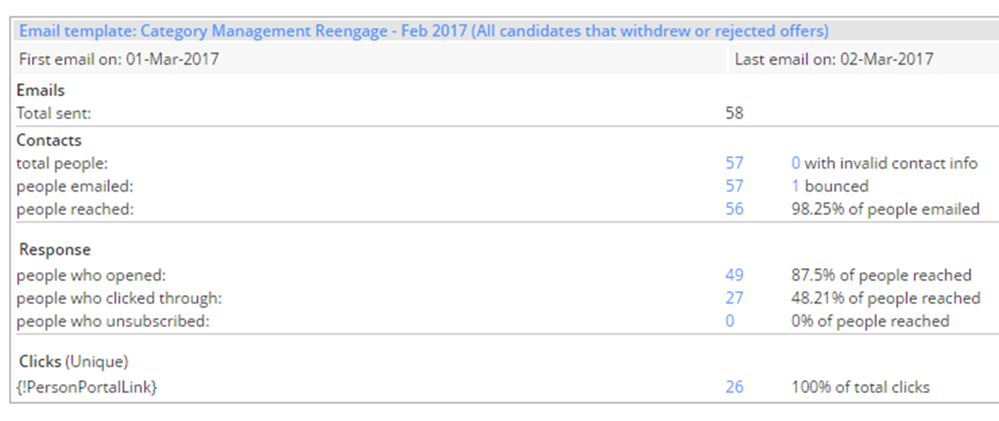 Email template: Category Management Reengage - Feb 2017 (All candidates that withdrew or rejected offers)
First email on: 01-Mar-2017 Last email on: 02-Mar-2017
Emails
Total sent: 58
Contacts
total people: 57 0 with invalid contact info
people emailed: 57 1 bounced
people reached: 56 98.25% of people emailed
Response
people who opened: 49 87.5% of people reached
people who clicked through: 27 48.21% of people reached
people who unsubscribed: 0 0% of people reached
Clicks (Unique)
{!PersonPortalLink} 26 100% of total clicks